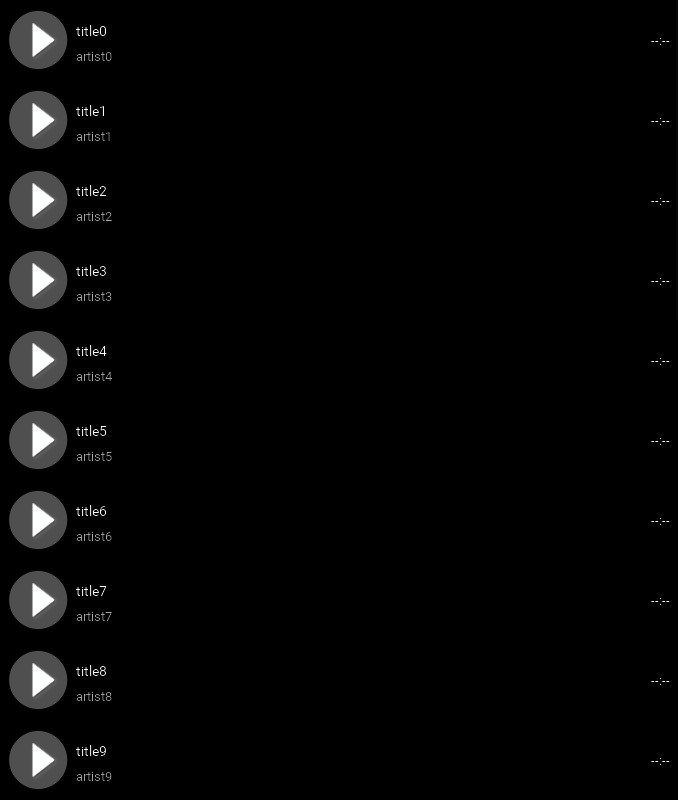 title0
artist0
--:--
title1
artist1
--:--
title2
artist2
--:--
title3
artist3
--:--
title4
artist4
--:--
title5
artist5
--:--
title6
artist6
--:--
title7
artist7
--:--
title8
artist8
--:--
title9
artist9
--:--